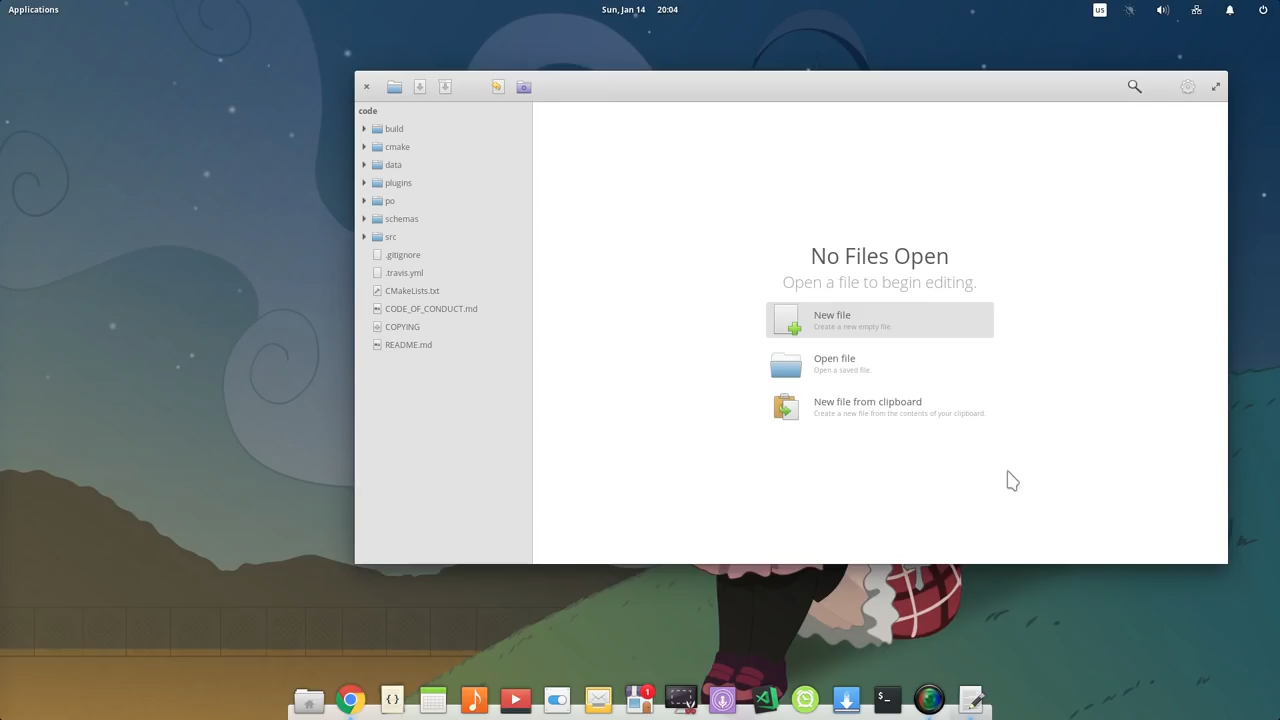 Applications
Sun, Jan 14 20:04
us
code
build
cmake
data
plugins
po
schemas
src
.gitignore
.travis.yml
CMakeLists.txt
CODE_OF_CONDUCT.md
COPYING
README.md
No Files Open
Open a file to begin editing.
New file
Create a new empty file.
Open file
Open a saved file.
New file from clipboard
Create a new file from the contents of your clipboard.
{}
1
>_